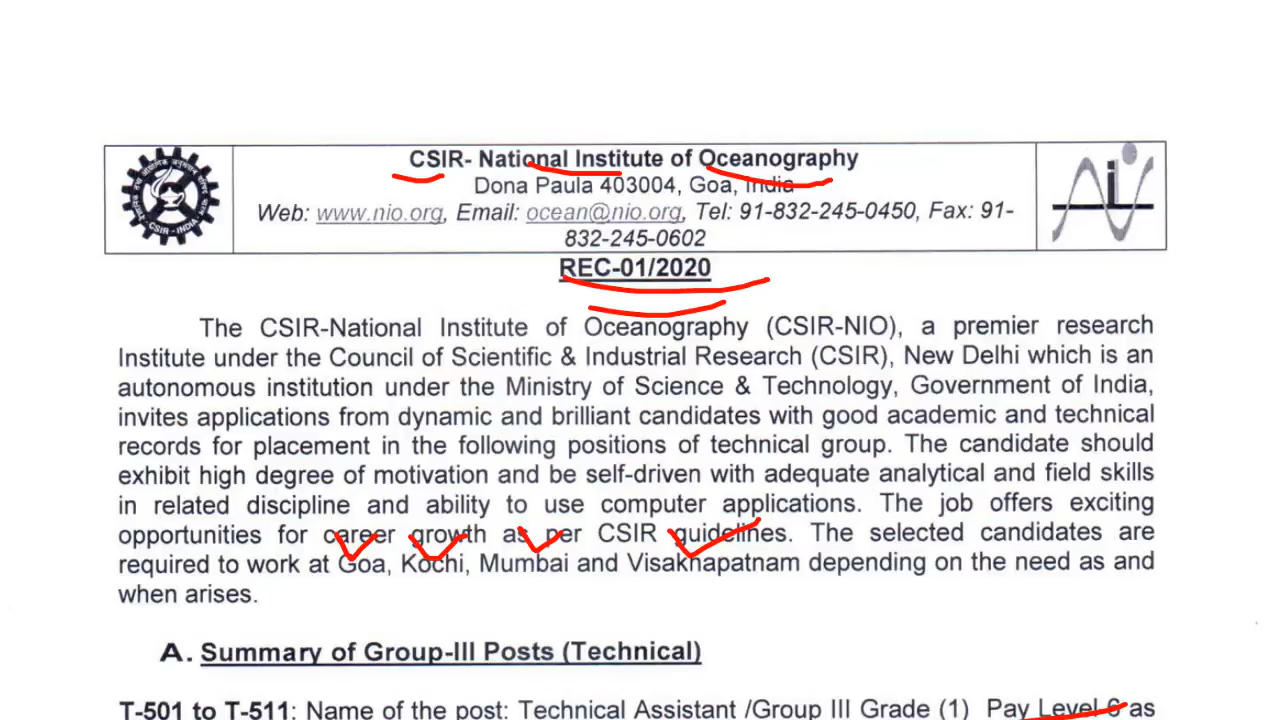 CSIR- National Institute of Oceanography
Dona Paula 403004, Goa, India
Web: www.nio.org, Email: ocean@nio.org, Tel: 91-832-245-0450, Fax: 91-
832-245-0602
CSIR-INDIA
REC-01/2020
The CSIR-National Institute of Oceanography (CSIR-NIO), a premier research
Institute under the Council of Scientific & Industrial Research (CSIR), New Delhi which is an
autonomous institution under the Ministry of Science & Technology, Government of India,
invites applications from dynamic and brilliant candidates with good academic and technical
records for placement in the following positions of technical group. The candidate should
exhibit high degree of motivation and be self-driven with adequate analytical and field skills
in related discipline and ability to use computer applications. The job offers exciting
opportunities for career growth as per CSIR guidelines. The selected candidates are
required to work at Goa, Kochi, Mumbai and Visakhapatnam depending on the need as and
when arises.
A. Summary of Group-III Posts (Technical)
T-501 to T-511: Name of the post: Technical Assistant /Group III Grade (1) Pay Level 6 as